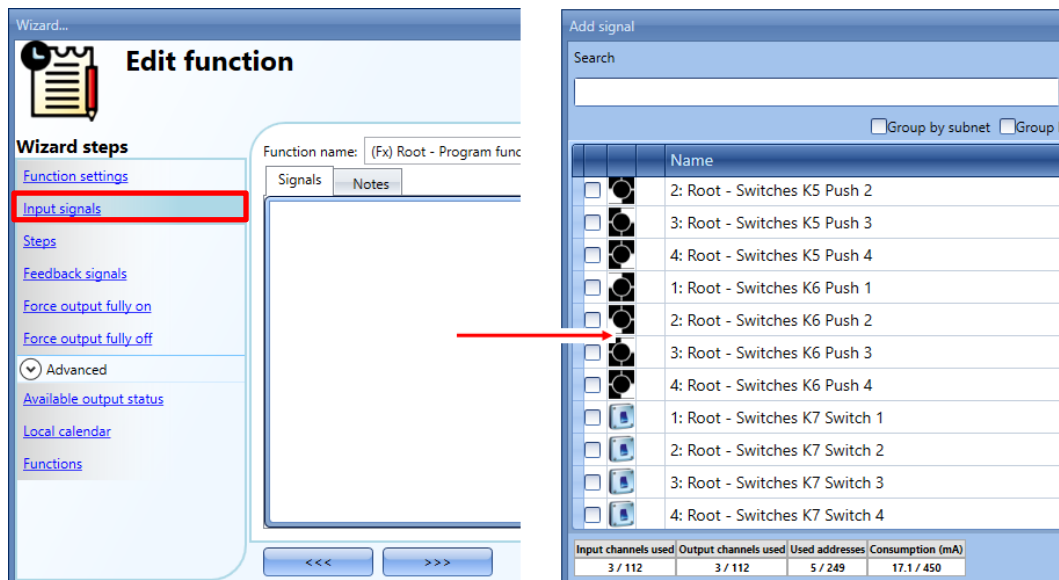 Wizard...
Edit function
Wizard steps
Function settings
Input signals
Steps
Feedback signals
Force output fully on
Force output fully off
Advanced
Available output status
Local calendar
Functions
Function name: (Fx) Root - Program func
Signals Notes
<<< >>>
Add signal
Search
Group by subnet Group
Name
2: Root - Switches K5 Push 2
3: Root - Switches K5 Push 3
4: Root - Switches K5 Push 4
1: Root - Switches K6 Push 1
2: Root - Switches K6 Push 2
3: Root - Switches K6 Push 3
4: Root - Switches K6 Push 4
1: Root - Switches K7 Switch 1
2: Root - Switches K7 Switch 2
3: Root - Switches K7 Switch 3
4: Root - Switches K7 Switch 4
Input channels used Output channels used Used addresses Consumption (mA)
3 / 112 3 / 112 5 / 249 17.1 / 450